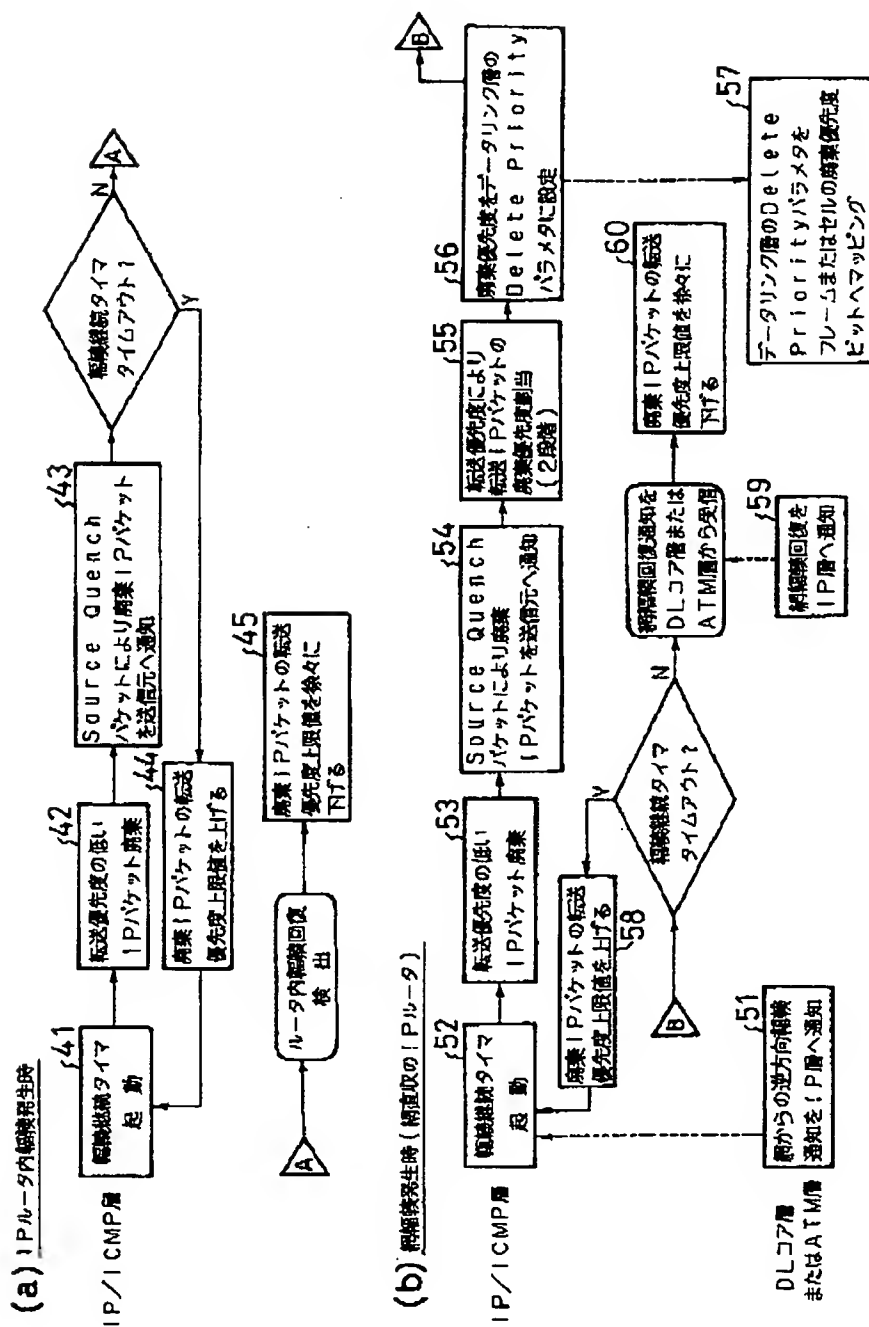 (a) IPルータ内輻輳発生時
IP/ICMP層
41
輻輳継続タイマ
起動
42
転送優先度の低い
IPパケット廃棄
43
Source Quench
パケットにより廃棄IPパケット
を送信元へ通知
輻輳継続タイマ
タイムアウト?
N
A
Y
44
廃棄IPパケットの転送
優先度上限値を上げる
A
ルータ内輻輳回復
検出
45
廃棄IPパケットの転送
優先度上限値を徐々に
下げる
(b) 網輻輳発生時(網直収のIPルータ)
IP/ICMP層
52
輻輳継続タイマ
起動
53
転送優先度の低い
IPパケット廃棄
54
Source Quench
パケットにより廃棄
IPパケットを送信元へ通知
55
転送優先度により
転送IPパケットの
廃棄優先度割当
(2段階)
56
廃棄優先度をデータリンク層の
Delete Priority
パラメタに設定
B
58
廃棄IPパケットの転送
優先度上限値を上げる
B
輻輳継続タイマ
タイムアウト?
Y
N
網輻輳回復通知を
DLコア層または
ATM層から受信
60
廃棄IPパケットの転送
優先度上限値を徐々に
下げる
DLコア層
またはATM層
51
網からの逆方向輻輳
通知をIP層へ通知
59
網輻輳回復を
IP層へ通知
57
データリンク層のDelete
Priorityパラメタを
フレームまたはセルの廃棄優先度
ビットへマッピング